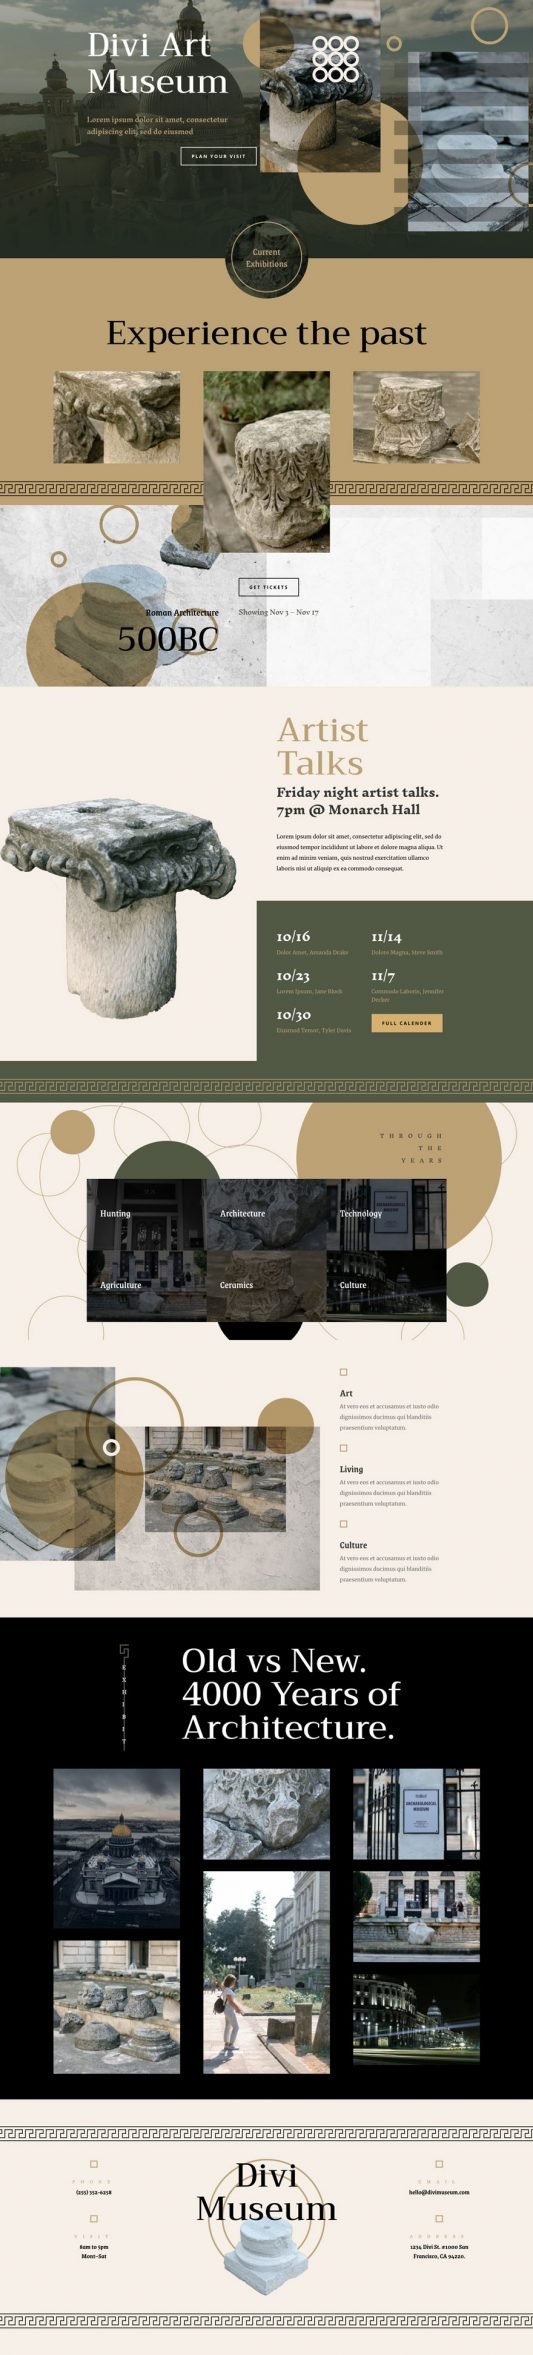 Divi Art
Museum
Lorem ipsum dolor sit amet, consectetur
adipiscing elit, sed do eiusmod
PLAN YOUR VISIT
Current
Exhibitions
Experience the past
GET TICKETS
Roman Architecture
Showing Nov 3 – Nov 17
500BC
Artist
Talks
Friday night artist talks.
7pm @ Monarch Hall
Lorem ipsum dolor sit amet, consectetur adipiscing elit, sed do
eiusmod tempor incididunt ut labore et dolore magna aliqua. Ut
enim ad minim veniam, quis nostrud exercitation ullamco
laboris nisi ut aliquip ex ea commodo consequat.
10/16
Dolor Amet, Amanda Drake
11/14
Dolore Magna, Steve Smith
10/23
Lorem Ipsum, Jane Bloch
11/7
Commodo Laboris, Jennifer
Decker
10/30
Eiusmod Temor, Tyler Davis
FULL CALENDER
THROUGH
THE
YEARS
Hunting
Architecture
Technology
Agriculture
Ceramics
Culture
Art
At vero eos et accusamus et iusto odio
dignissimos ducimus qui blanditiis
praesentium voluptatum.
Living
At vero eos et accusamus et iusto odio
dignissimos ducimus qui blanditiis
praesentium voluptatum.
Culture
At vero eos et accusamus et iusto odio
dignissimos ducimus qui blanditiis
praesentium voluptatum.
EXHIBIT
Old vs New.
4000 Years of
Architecture.
ARCHAEOLOGICAL
MUSEUM
Divi
Museum
PHONE
(255) 352-6258
VISIT
8am to 5pm
Mont-Sat
EMAIL
hello@divimuseum.com
ADDRESS
1234 Divi St. #1000 San
Francisco, CA 94220.